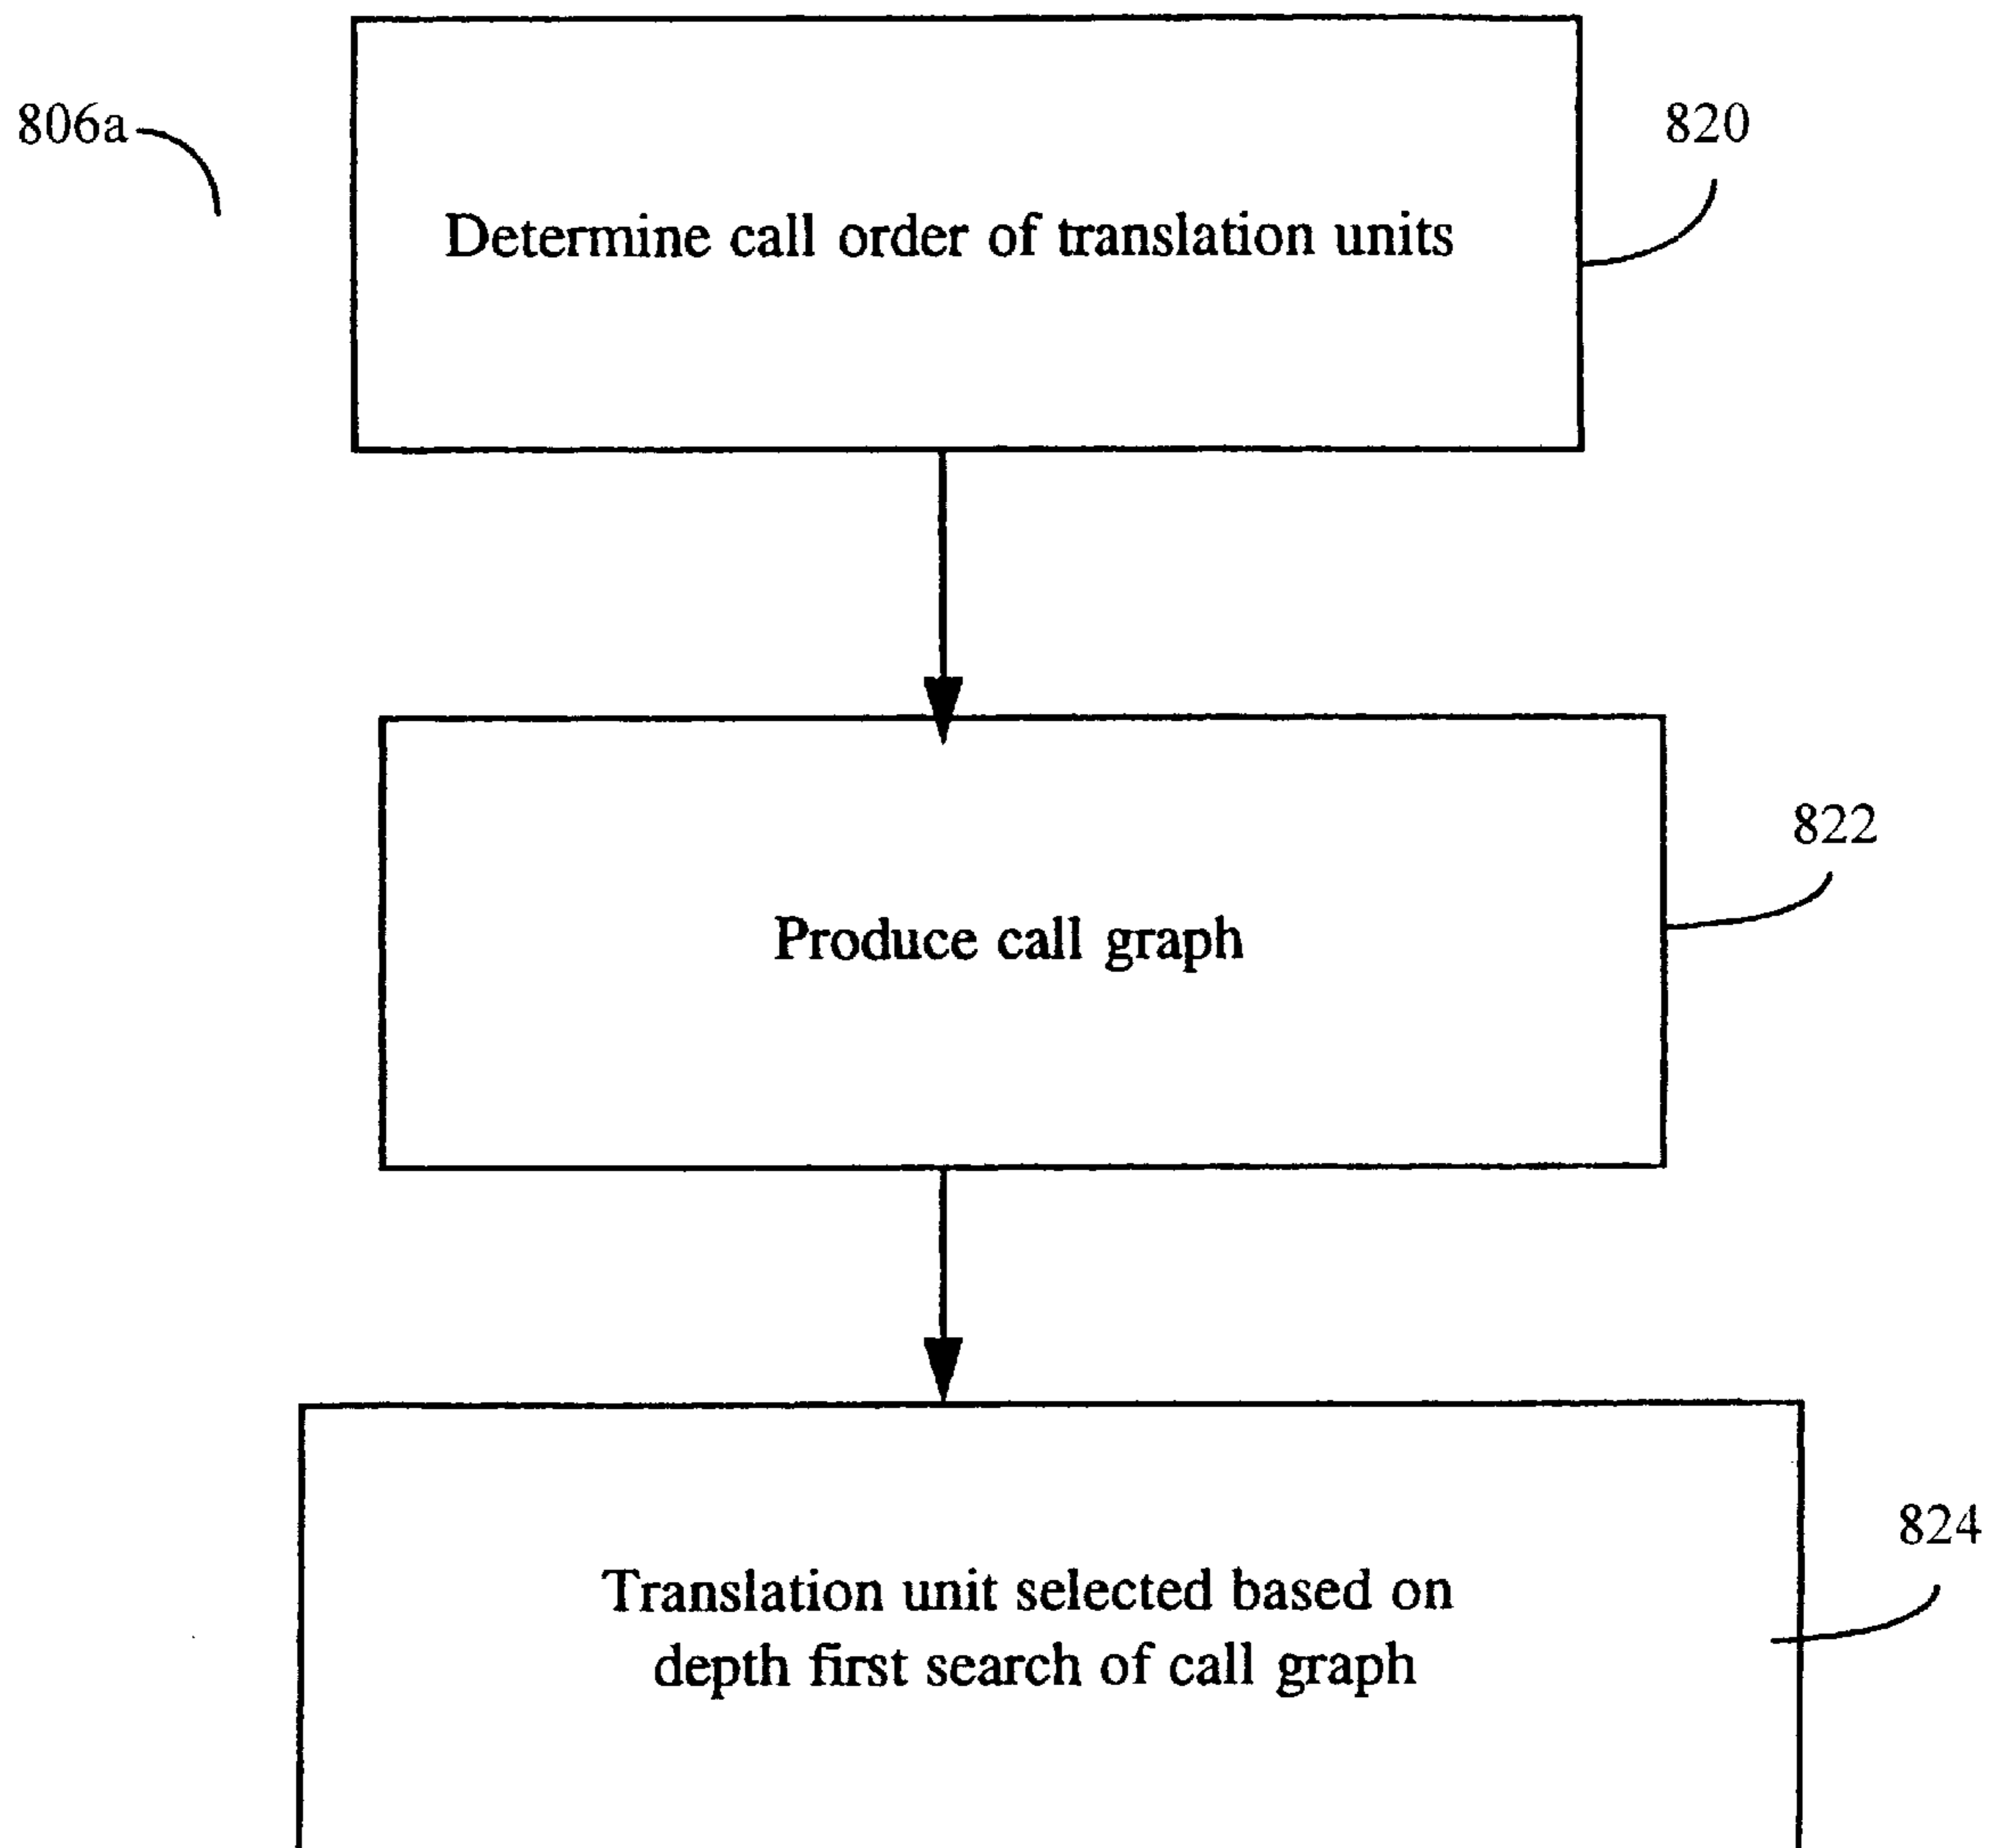 806a
820
Determine call order of translation units
822
Produce call graph
824
Translation unit selected based on
depth first search of call graph